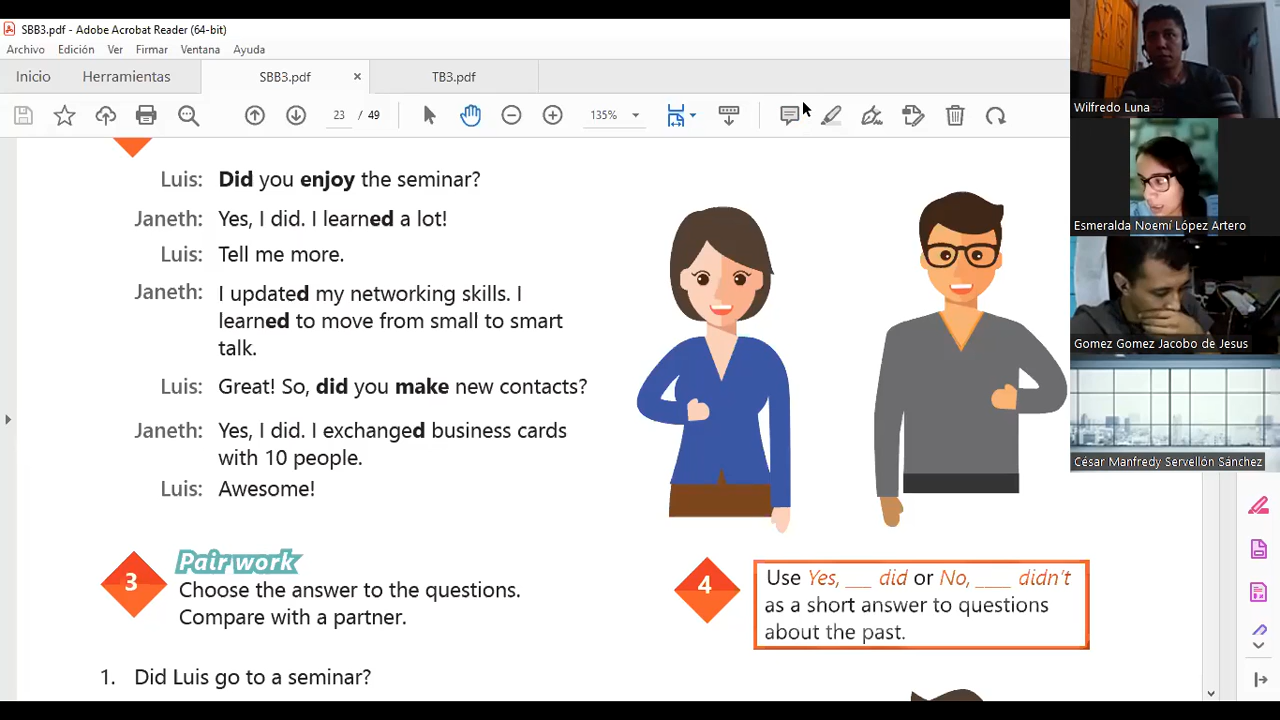 SBB3.pdf - Adobe Acrobat Reader (64-bit)
Archivo Edición Ver Firmar Ventana Ayuda
Inicio Herramientas SBB3.pdf × TB3.pdf
23 / 49 135%
Luis: Did you enjoy the seminar?
Janeth: Yes, I did. I learned a lot!
Luis: Tell me more.
Janeth: I updated my networking skills. I
learned to move from small to smart
talk.
Luis: Great! So, did you make new contacts?
Janeth: Yes, I did. I exchanged business cards
with 10 people.
Luis: Awesome!
3 Pair work
Choose the answer to the questions.
Compare with a partner.
1. Did Luis go to a seminar?
4 Use Yes, ___ did or No, ____ didn't
as a short answer to questions
about the past.
Wilfredo Luna
Esmeralda Noemí López Artero
Gomez Gomez Jacobo de Jesus
César Manfredy Servellón Sánchez